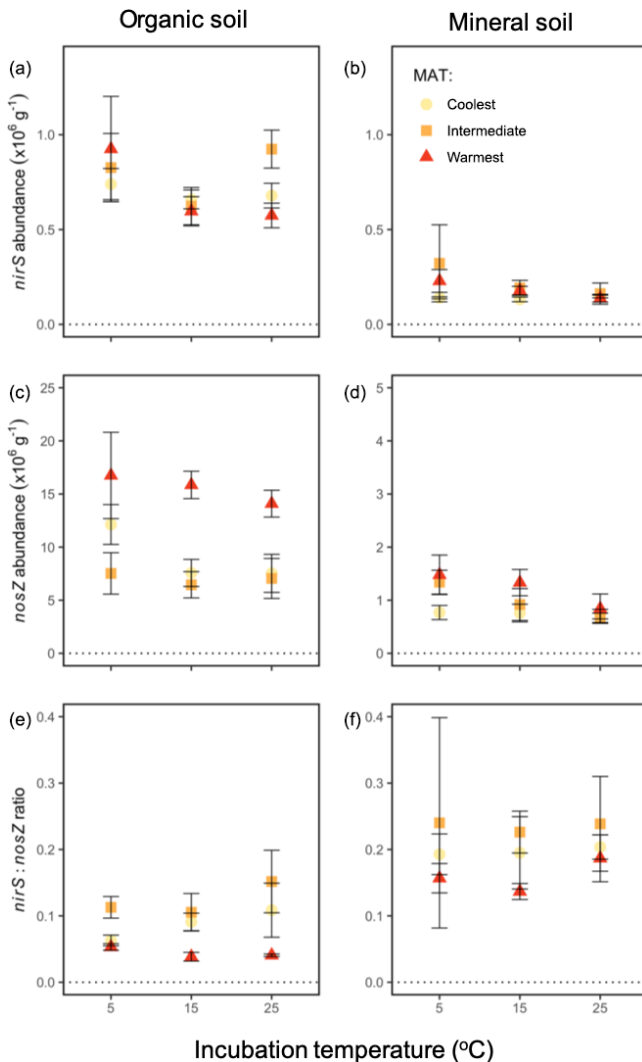 Organic soil
Mineral soil
(a)
(b)
MAT:
Coolest
Intermediate
Warmest
nirS abundance (x10⁶ g⁻¹)
1.0
0.5
0.0
1.0
0.5
0.0
(c)
(d)
nosZ abundance (x10⁶ g⁻¹)
25
20
15
10
5
0
5
4
3
2
1
0
(e)
(f)
nirS : nosZ ratio
0.4
0.3
0.2
0.1
0.0
0.4
0.3
0.2
0.1
0.0
5 15 25
5 15 25
Incubation temperature (°C)